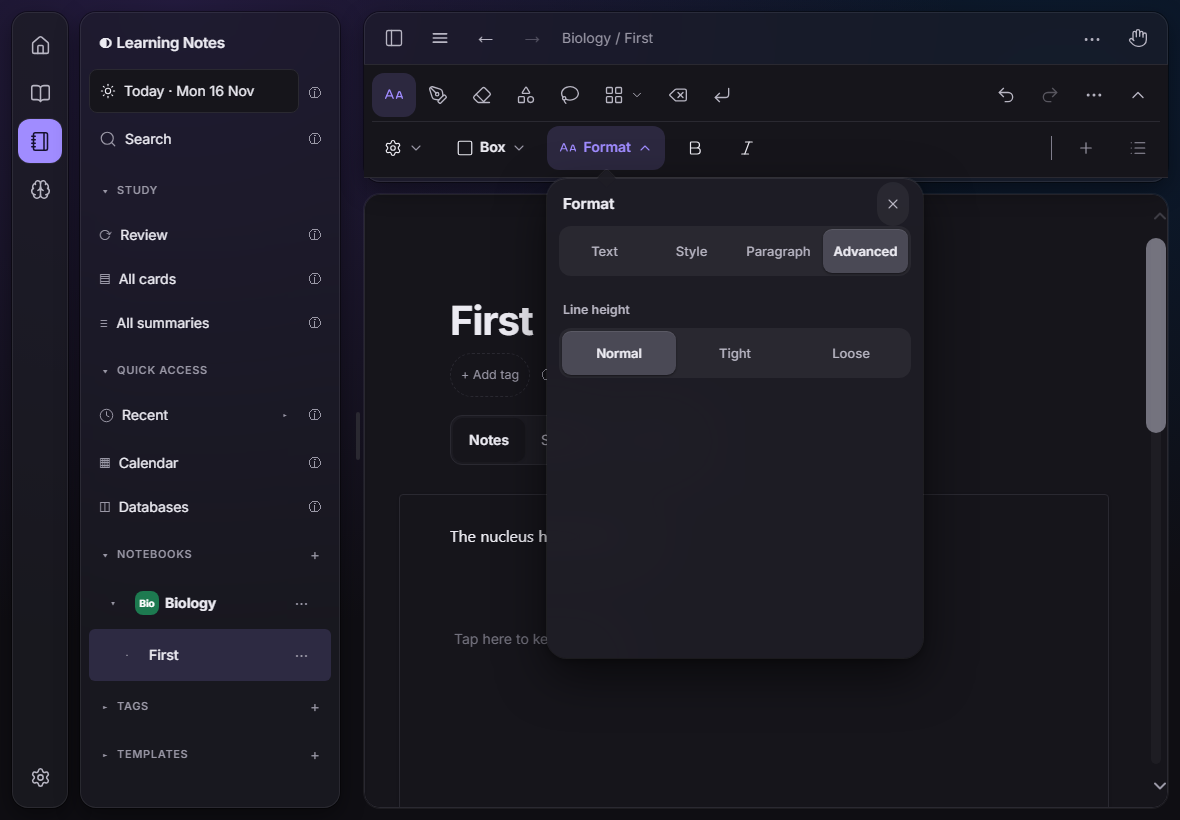 Learning Notes
Today · Mon 16 Nov
Search
STUDY
Review
All cards
All summaries
QUICK ACCESS
Recent
Calendar
Databases
NOTEBOOKS
Bio Biology
First
TAGS
TEMPLATES
Biology / First
AA
Box
AA Format
B I
Format
Text Style Paragraph Advanced
Line height
Normal Tight Loose
First
+ Add tag
Notes S
The nucleus h
Tap here to ke